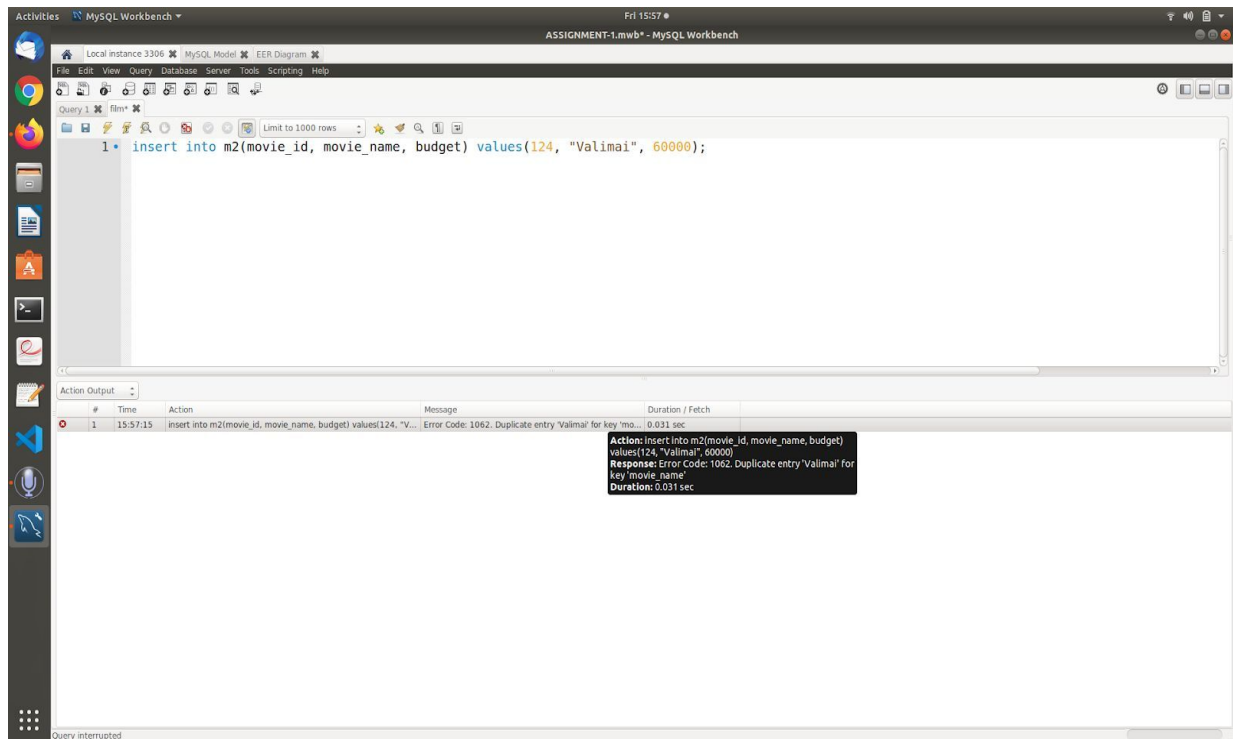 Activities MySQL Workbench Fri 15:57
ASSIGNMENT-1.mwb* - MySQL Workbench
Local instance 3306 MySQL Model EER Diagram
File Edit View Query Database Server Tools Scripting Help
Query 1 film*
Limit to 1000 rows
1 insert into m2(movie_id, movie_name, budget) values(124, "Valimai", 60000);
Action Output
# Time Action Message Duration / Fetch
1 15:57:15 insert into m2(movie_id, movie_name, budget) values(124, "V... Error Code: 1062. Duplicate entry 'Valimai' for key 'mo... 0.031 sec
Action: insert into m2(movie_id, movie_name, budget)
values(124, "Valimai", 60000)
Response: Error Code: 1062. Duplicate entry 'Valimai' for
key 'movie_name'
Duration: 0.031 sec
Query interrupted